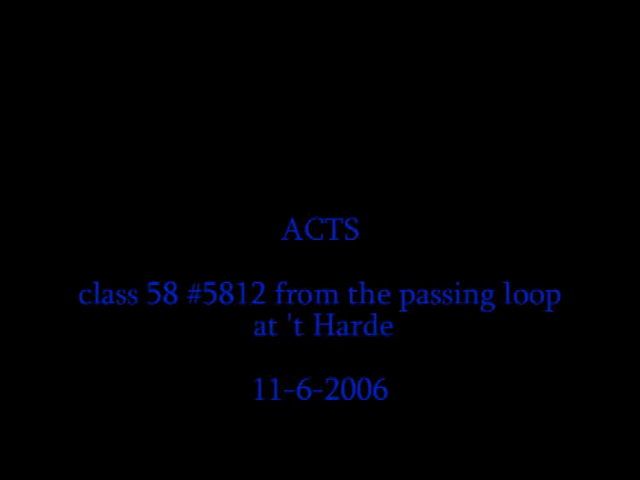 ACTS
class 58 #5812 from the passing loop
at 't Harde
11-6-2006